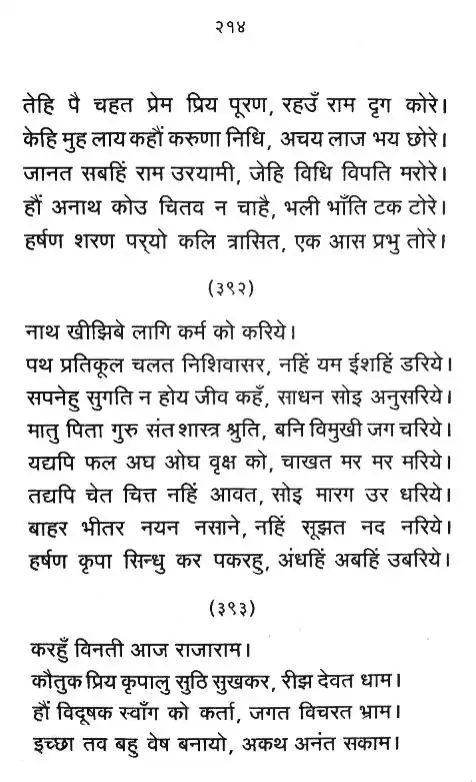 २१४
तेहि पै चहत प्रेम प्रिय पूरण, रहउँ राम दृग कोरे।
केहि मुह लाय कहौं करुणा निधि, अचय लाज भय छोरे।
जानत सबहिं राम उरयामी, जेहि विधि विपति मरोरे।
हौं अनाथ कोउ चितव न चाहै, भली भाँति टक टोरे।
हर्षण शरण पर्‌यो कलि त्रासित, एक आस प्रभु तोरे।
(३९२)
नाथ खीझिबे लागि कर्म को करिये।
पथ प्रतिकूल चलत निशिवासर, नहिं यम ईशहिं डरिये।
सपनेहु सुगति न होय जीव कहँ, साधन सोइ अनुसरिये।
मातु पिता गुरु संत शास्त्र श्रुति, बनि विमुखी जग चरिये।
यद्यपि फल अघ ओघ वृक्ष को, चाखत मर मर मरिये।
तद्यपि चेत चित्त नहिं आवत, सोइ मारग उर धरिये।
बाहर भीतर नयन नसाने, नहिं सूझत नद नरिये।
हर्षण कृपा सिन्धु कर पकरहु, अंधहिं अबहिं उबरिये।
(३९३)
करहुँ विनती आज राजाराम।
कौतुक प्रिय कृपालु सुठि सुखकर, रीझ देवत धाम।
हौं विदूषक स्वाँग को कर्ता, जगत विचरत भ्राम।
इच्छा तव बहु वेष बनायो, अकथ अनंत सकाम।